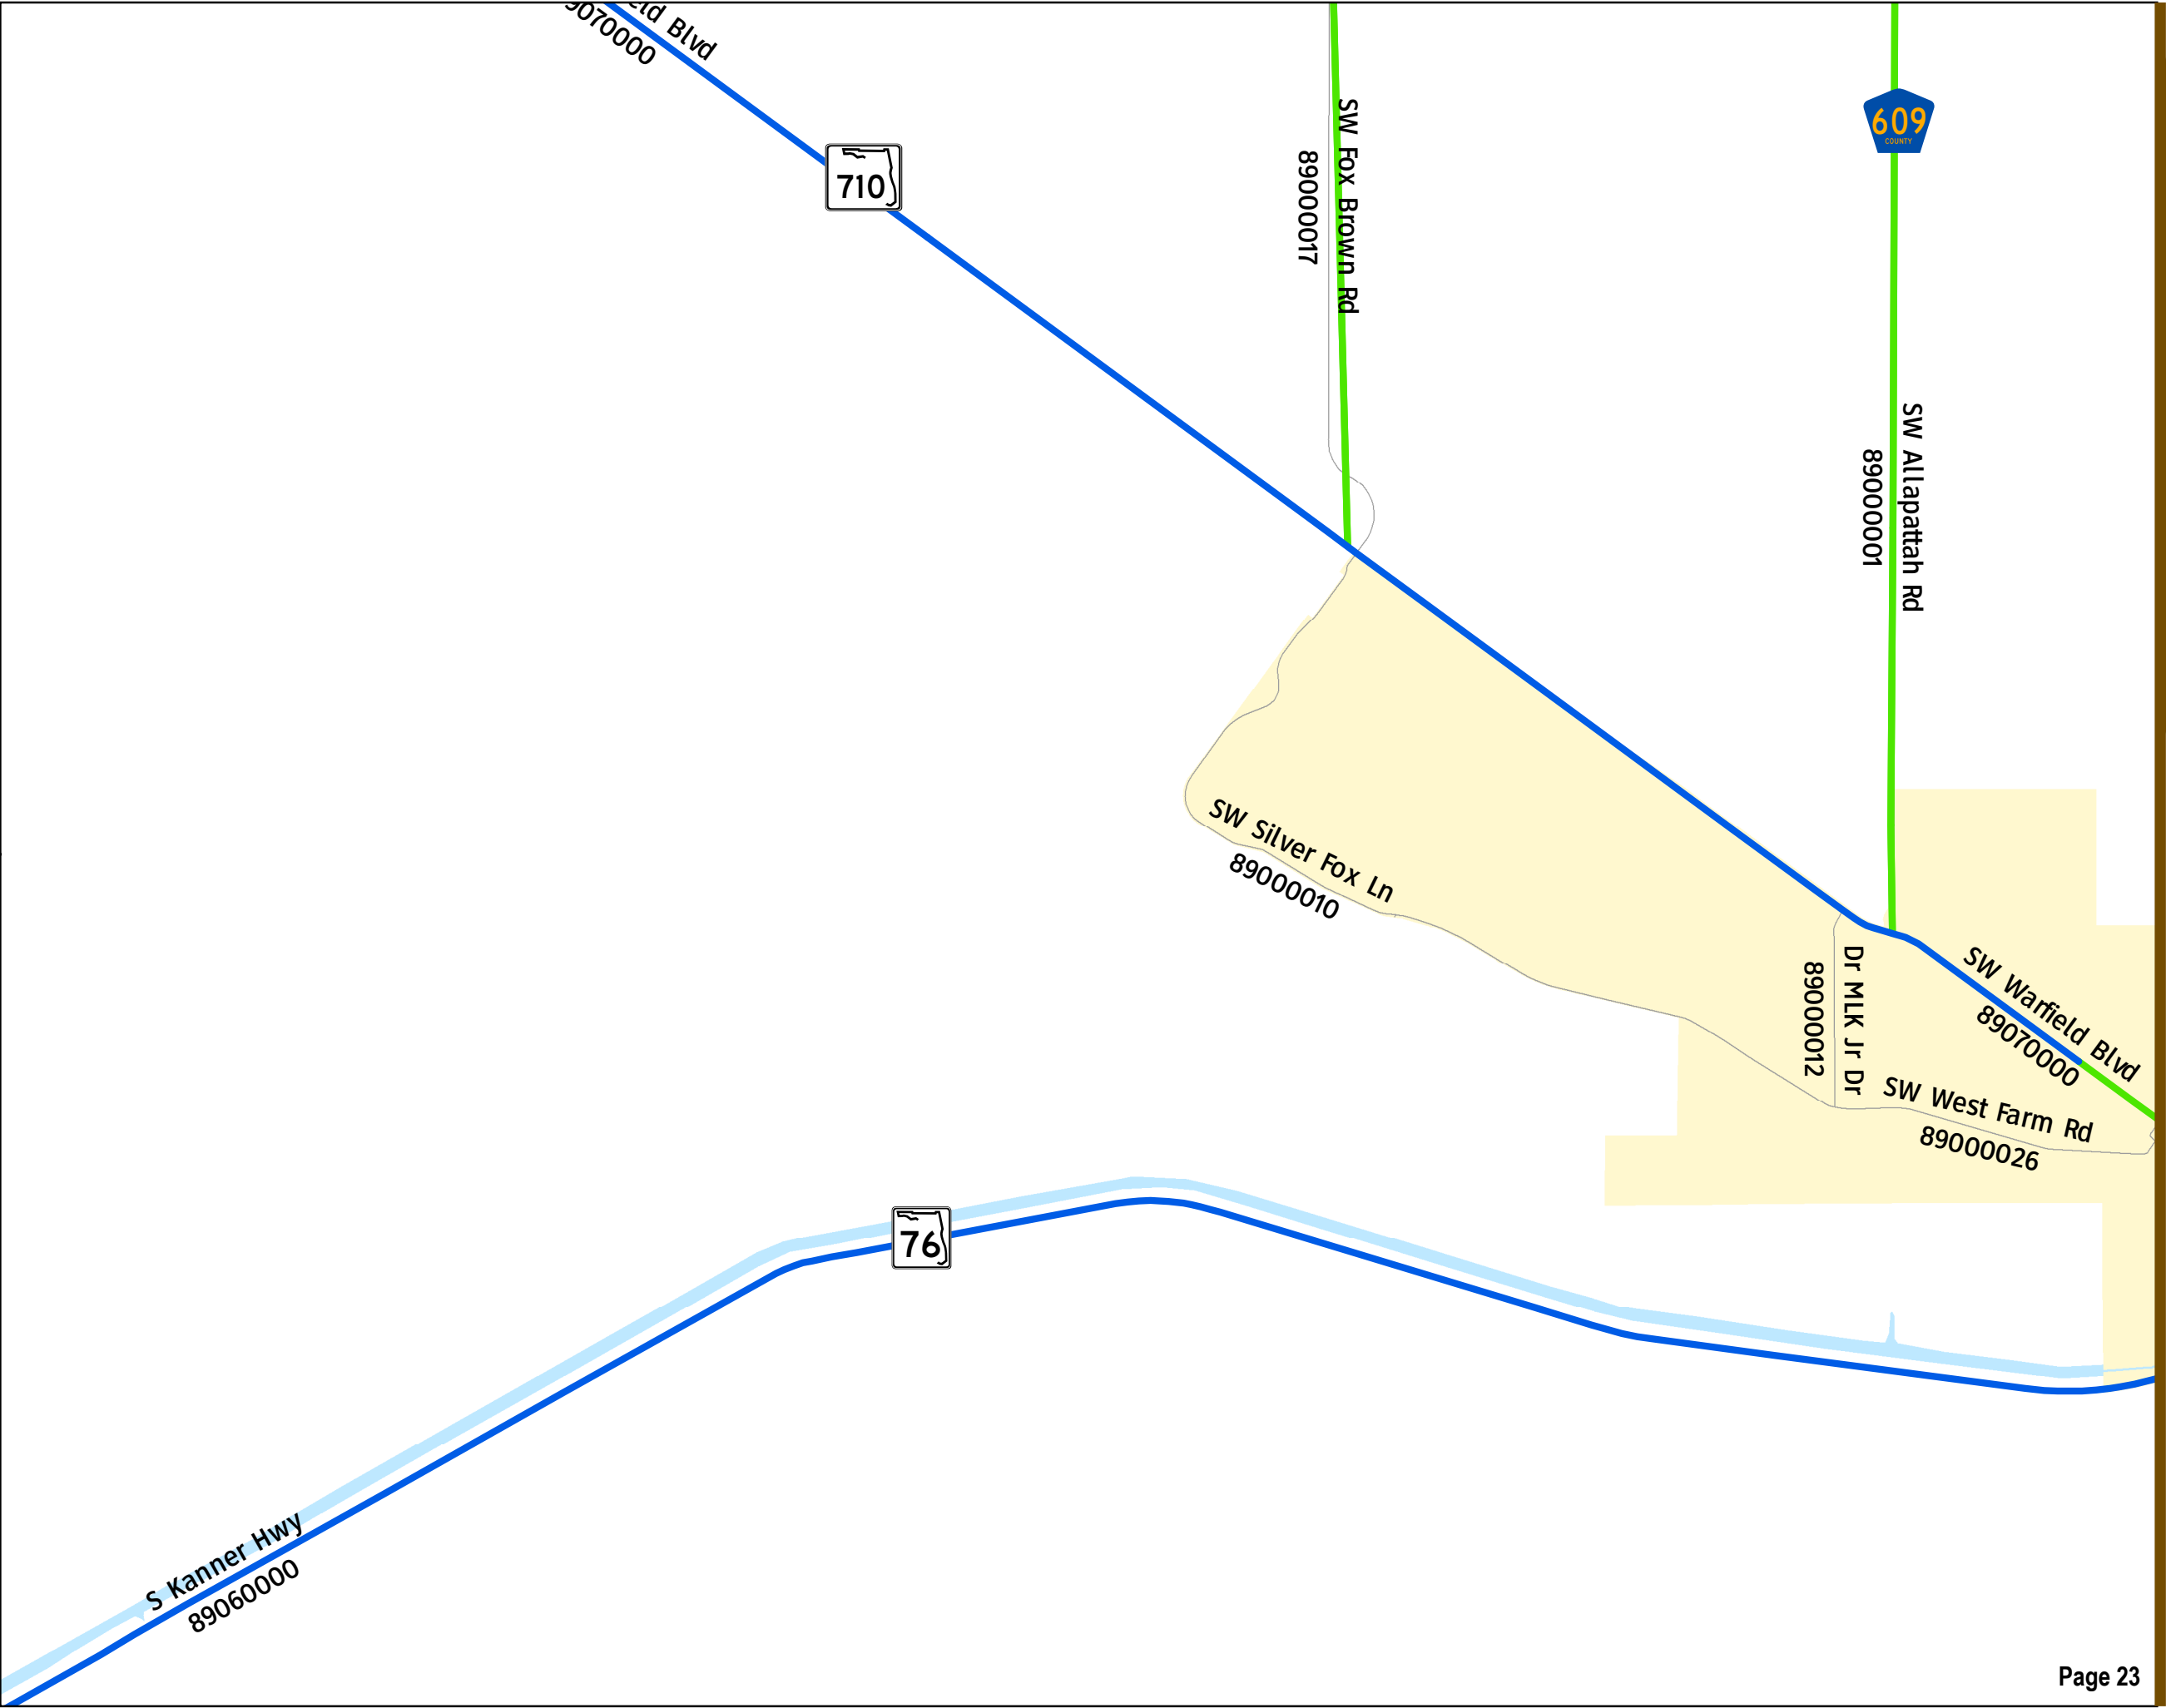 Blvd
710
609
COUNTY
SW Fox Brown Rd
89000017
SW Allapattah Rd
89000001
SW Silver Fox Ln
89000010
Dr MLK Jr Dr
89000012
SW Warfield Blvd
89070000
SW West Farm Rd
89000026
76
S Kanner Hwy
89060000
Page 23